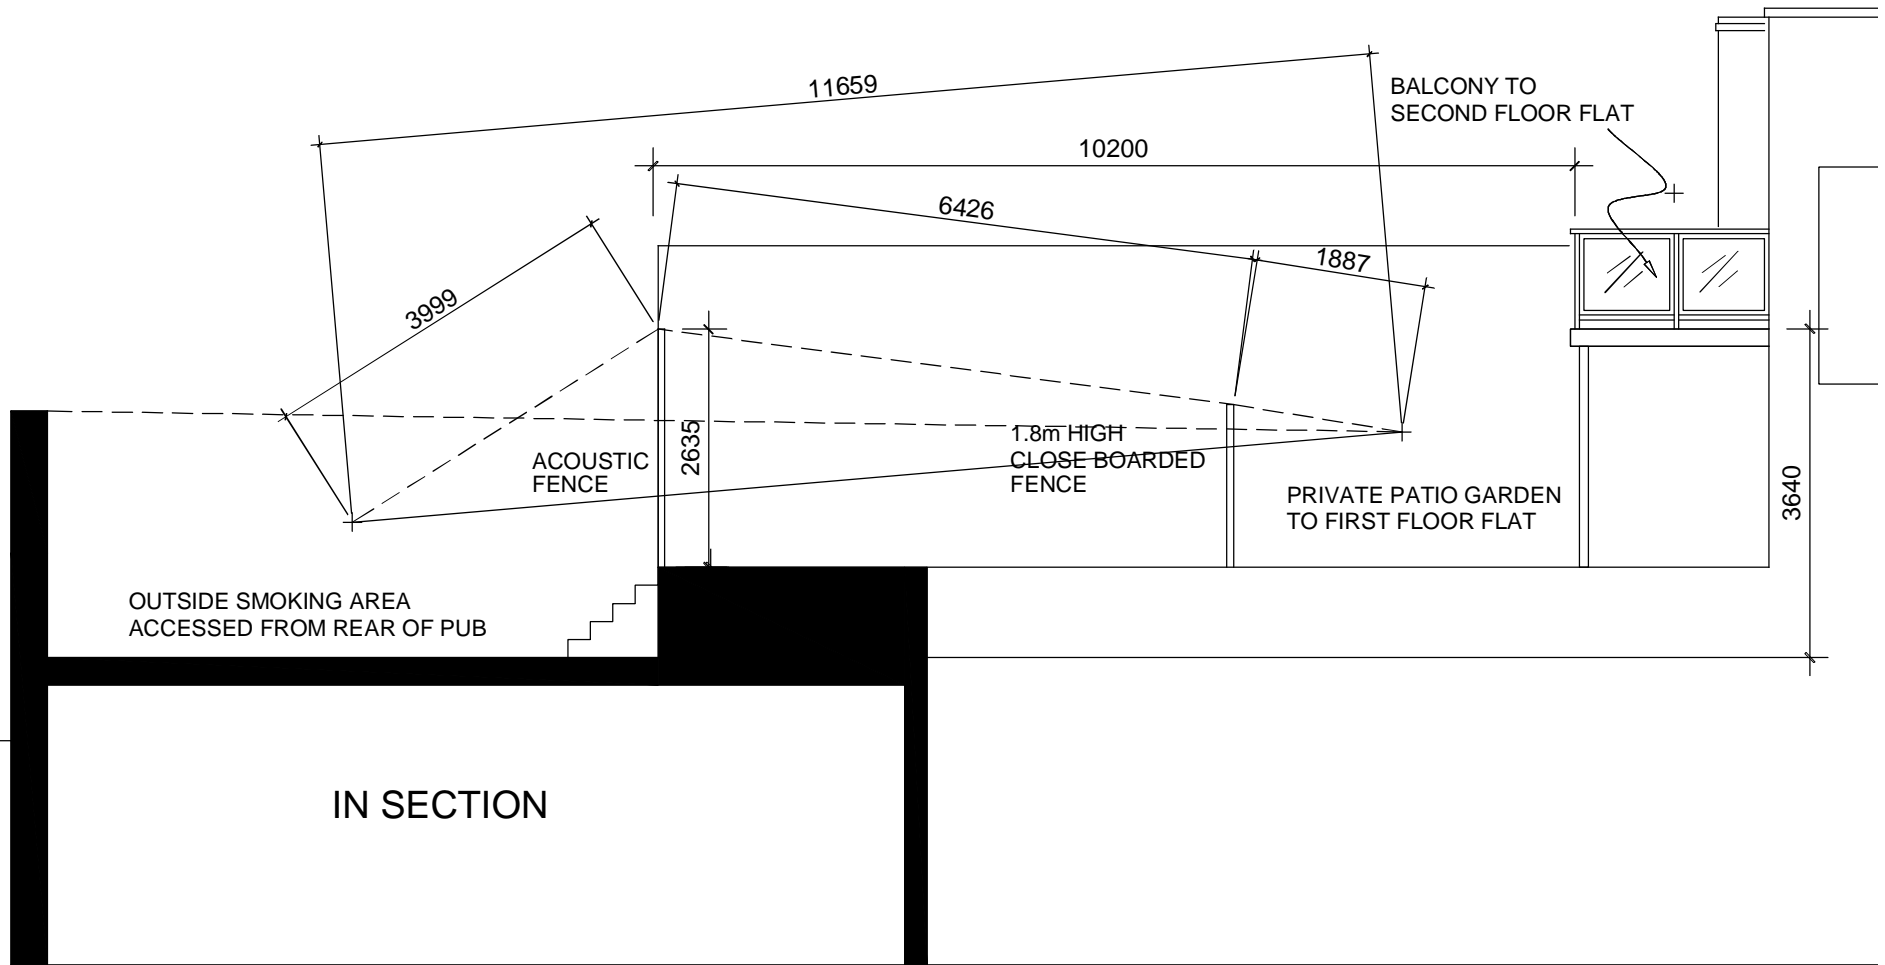 11659
BALCONY TO
SECOND FLOOR FLAT
10200
6426
1887
3999
2635
1.8m HIGH
CLOSE BOARDED
FENCE
ACOUSTIC
FENCE
PRIVATE PATIO GARDEN
TO FIRST FLOOR FLAT
3640
OUTSIDE SMOKING AREA
ACCESSED FROM REAR OF PUB
IN SECTION